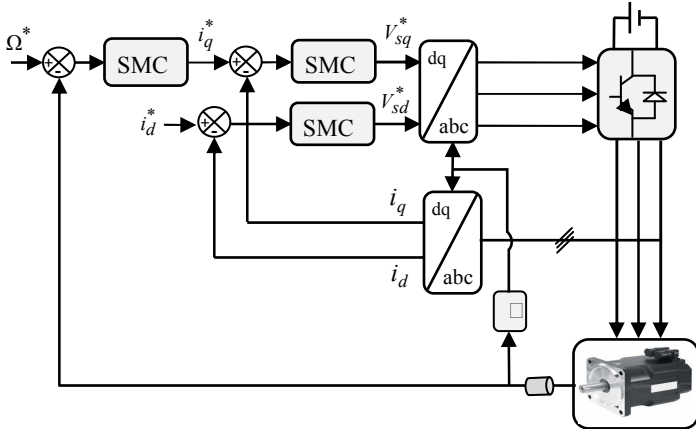 Ω*
SMC
i_q^*
SMC
V_sq^*
dq
abc
i_d^*
SMC
V_sd^*
i_q
i_d
dq
abc